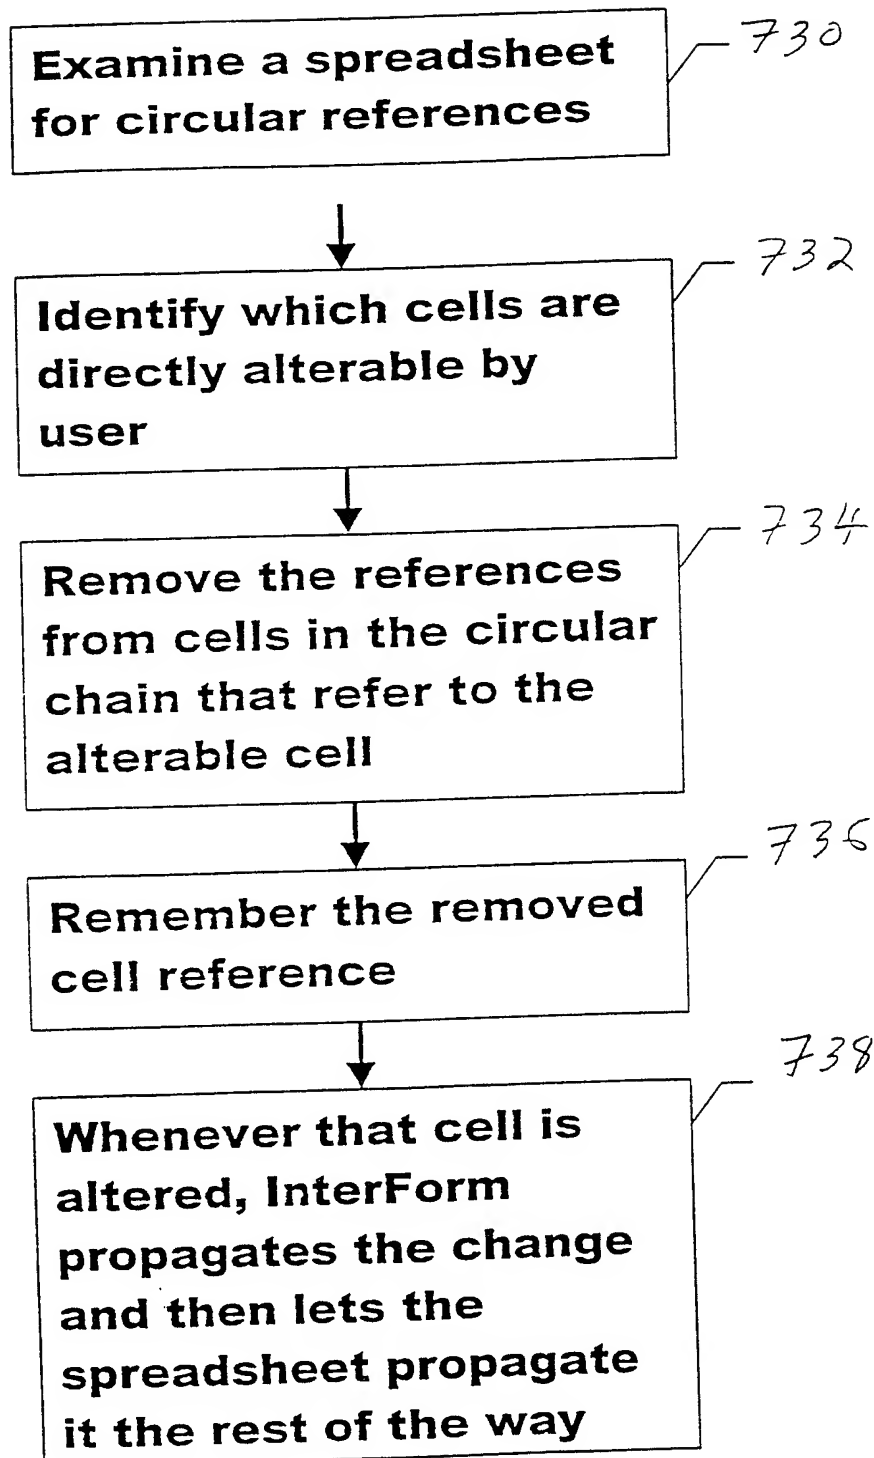 Examine a spreadsheet
for circular references
730
Identify which cells are
directly alterable by
user
732
Remove the references
from cells in the circular
chain that refer to the
alterable cell
734
Remember the removed
cell reference
736
Whenever that cell is
altered, InterForm
propagates the change
and then lets the
spreadsheet propagate
it the rest of the way
738